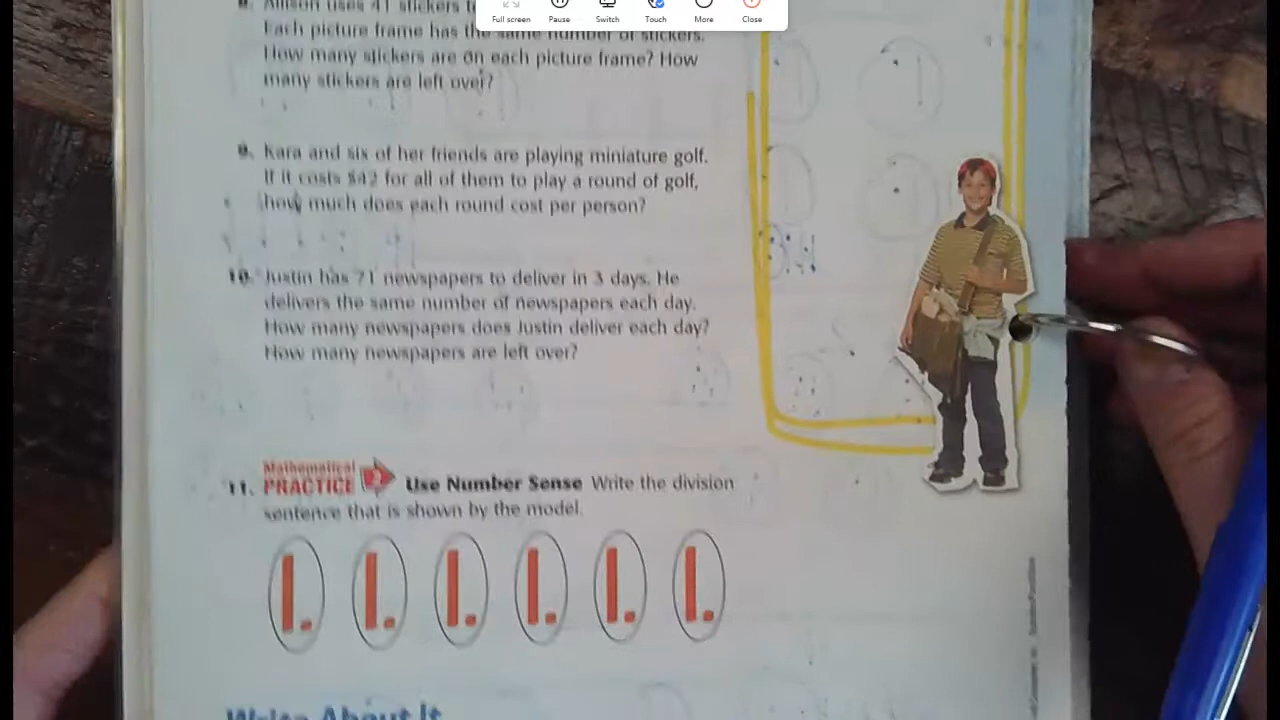 Full screen Pause Switch Touch More Close
8. Allison uses 41 stickers
Each picture frame has the same number of stickers.
How many stickers are on each picture frame? How
many stickers are left over?
9. Kara and six of her friends are playing miniature golf.
If it costs $42 for all of them to play a round of golf,
how much does each round cost per person?
10. Justin has 71 newspapers to deliver in 3 days. He
delivers the same number of newspapers each day.
How many newspapers does Justin deliver each day?
How many newspapers are left over?
Mathematical
11. PRACTICE 2 Use Number Sense Write the division
sentence that is shown by the model.
Write About It